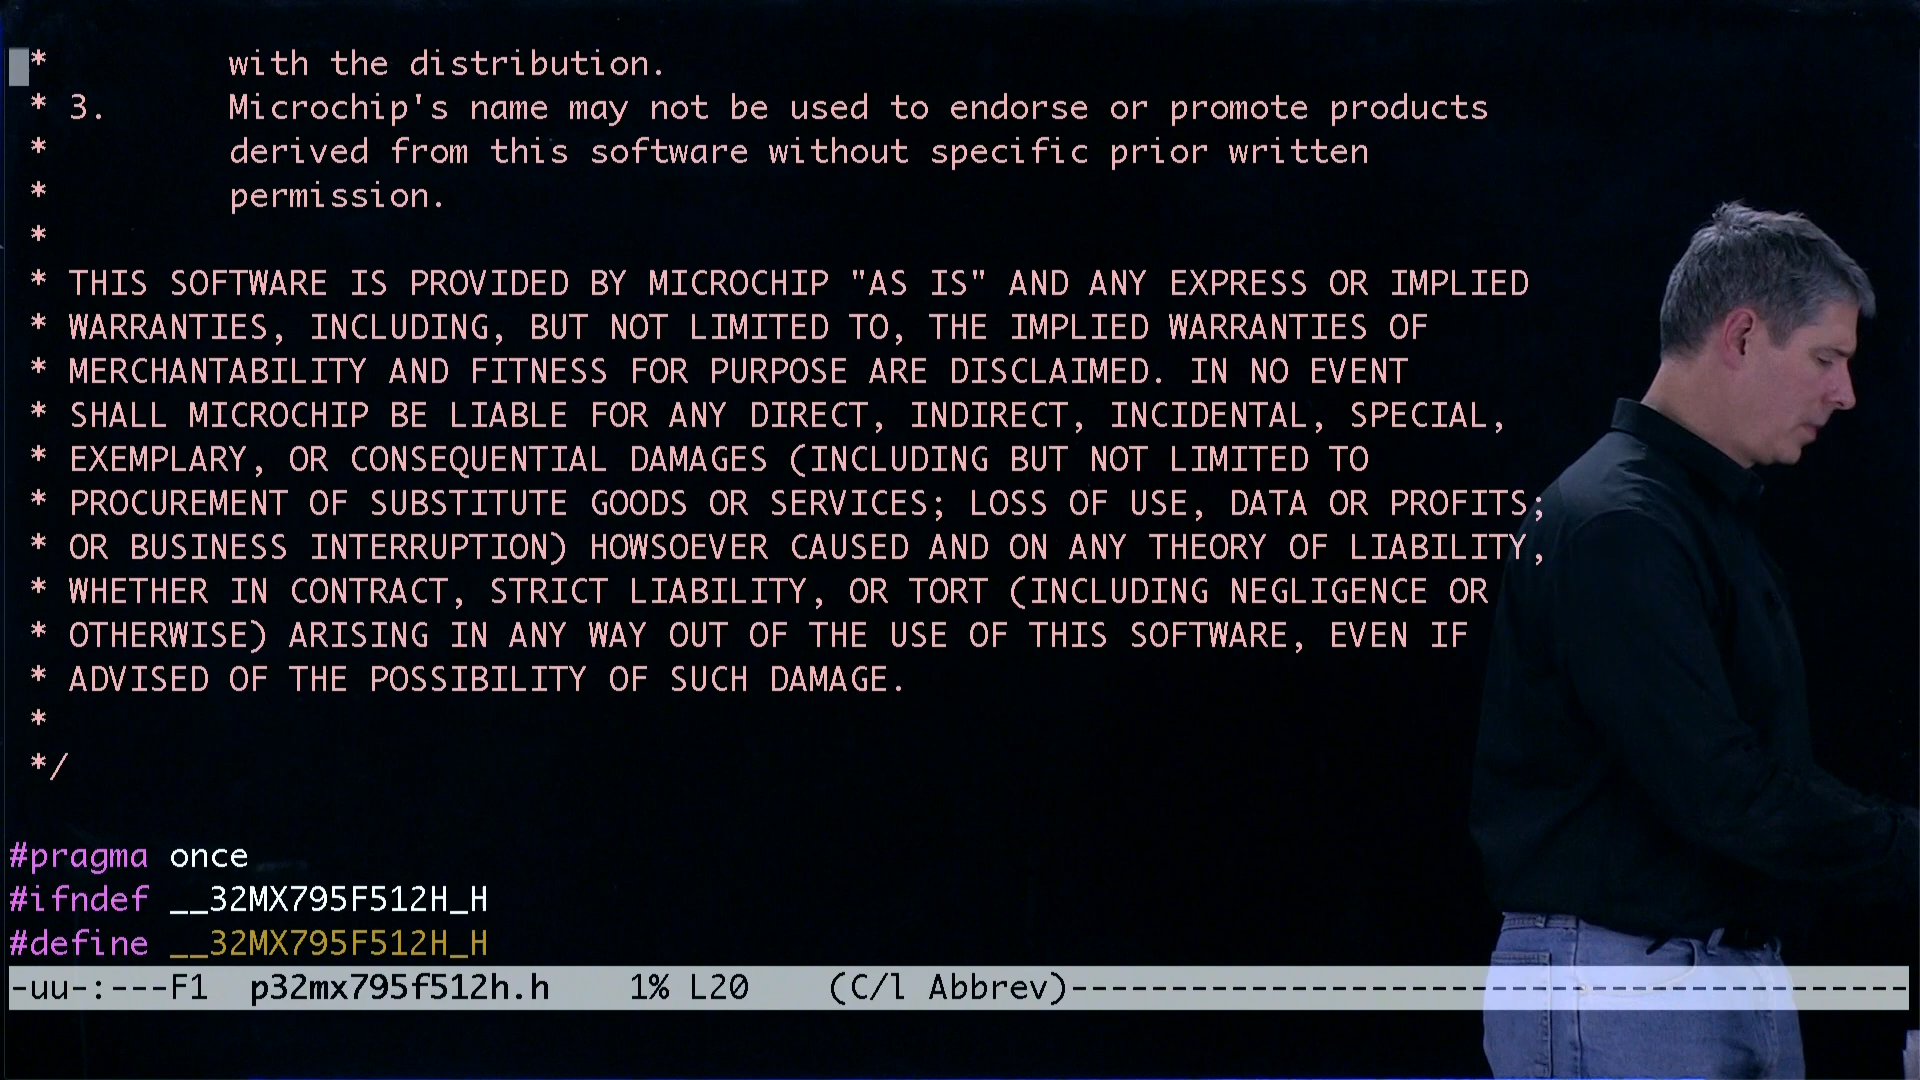 * with the distribution.
* 3. Microchip's name may not be used to endorse or promote products
* derived from this software without specific prior written
* permission.
*
* THIS SOFTWARE IS PROVIDED BY MICROCHIP "AS IS" AND ANY EXPRESS OR IMPLIED
* WARRANTIES, INCLUDING, BUT NOT LIMITED TO, THE IMPLIED WARRANTIES OF
* MERCHANTABILITY AND FITNESS FOR PURPOSE ARE DISCLAIMED. IN NO EVENT
* SHALL MICROCHIP BE LIABLE FOR ANY DIRECT, INDIRECT, INCIDENTAL, SPECIAL,
* EXEMPLARY, OR CONSEQUENTIAL DAMAGES (INCLUDING BUT NOT LIMITED TO
* PROCUREMENT OF SUBSTITUTE GOODS OR SERVICES; LOSS OF USE, DATA OR PROFITS;
* OR BUSINESS INTERRUPTION) HOWSOEVER CAUSED AND ON ANY THEORY OF LIABILITY,
* WHETHER IN CONTRACT, STRICT LIABILITY, OR TORT (INCLUDING NEGLIGENCE OR
* OTHERWISE) ARISING IN ANY WAY OUT OF THE USE OF THIS SOFTWARE, EVEN IF
* ADVISED OF THE POSSIBILITY OF SUCH DAMAGE.
*
*/
#pragma once
#ifndef __32MX795F512H_H
#define __32MX795F512H_H
-uu-:---F1 p32mx795f512h.h 1% L20 (C/l Abbrev)------------------------------------------